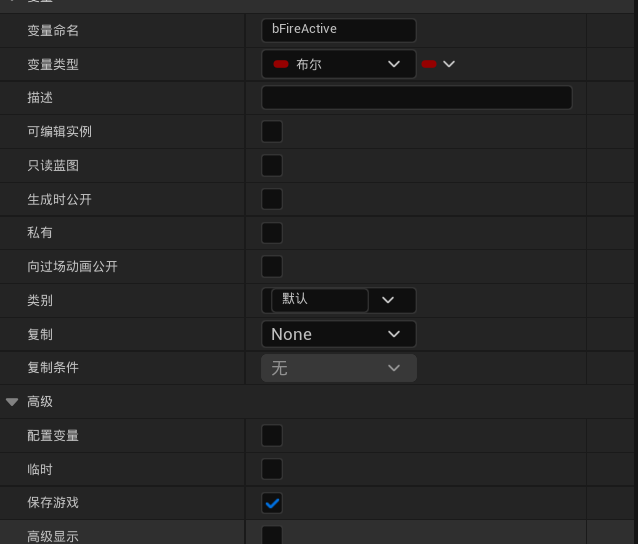 变量命名 bFireActive
变量类型 布尔
描述
可编辑实例
只读蓝图
生成时公开
私有
向过场动画公开
类别 默认
复制 None
复制条件 无
高级
配置变量
临时
保存游戏
高级显示